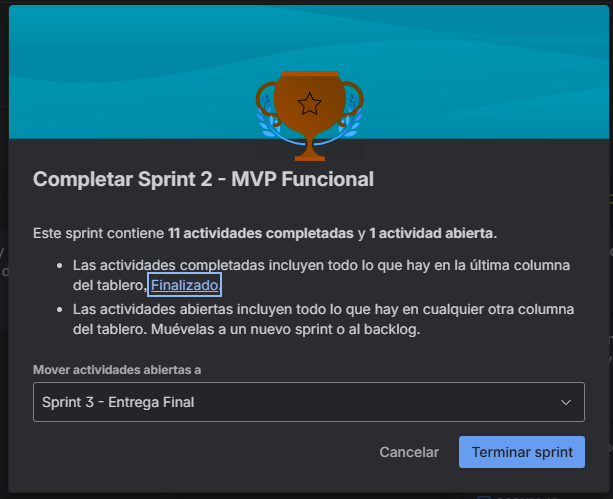 Completar Sprint 2 - MVP Funcional
Este sprint contiene 11 actividades completadas y 1 actividad abierta.
• Las actividades completadas incluyen todo lo que hay en la última columna
del tablero, Finalizado.
• Las actividades abiertas incluyen todo lo que hay en cualquier otra columna
del tablero. Muévelas a un nuevo sprint o al backlog.
Mover actividades abiertas a
Sprint 3 - Entrega Final
Cancelar
Terminar sprint